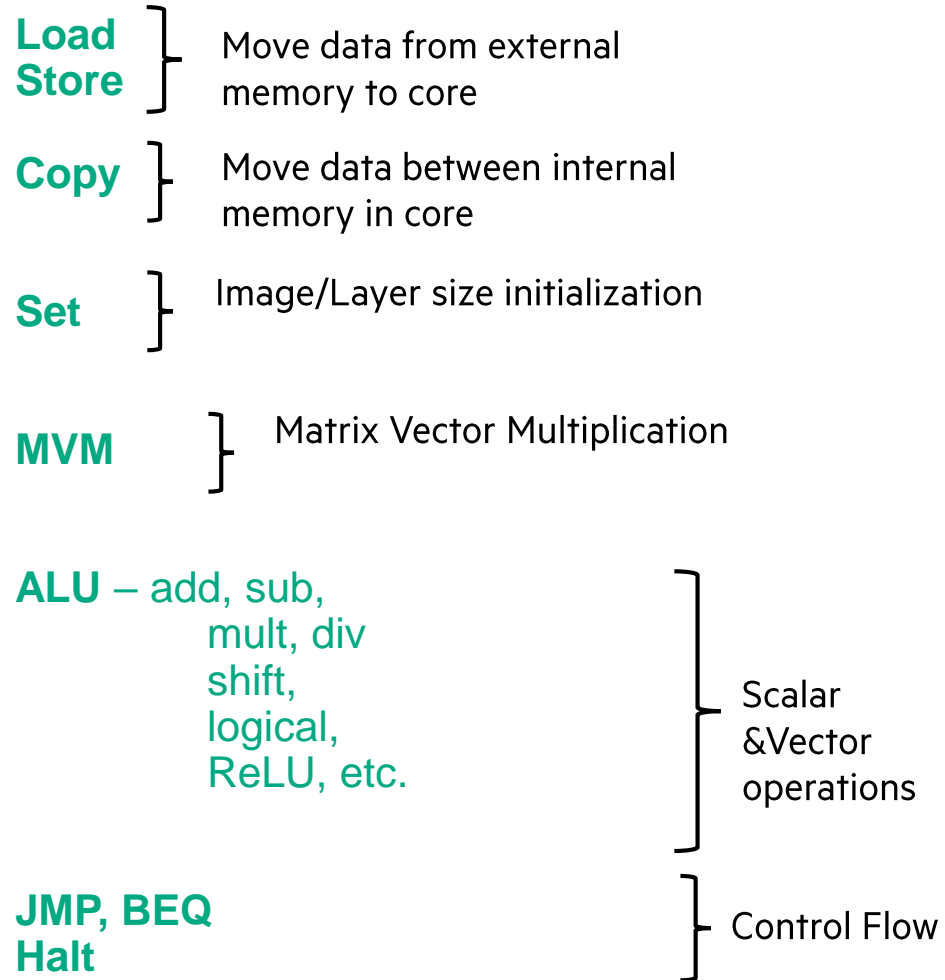 Load
Store
Move data from external
memory to core
Copy
Move data between internal
memory in core
Set
Image/Layer size initialization
MVM
Matrix Vector Multiplication
ALU – add, sub,
mult, div
shift,
logical,
ReLU, etc.
Scalar
&Vector
operations
JMP, BEQ
Halt
Control Flow